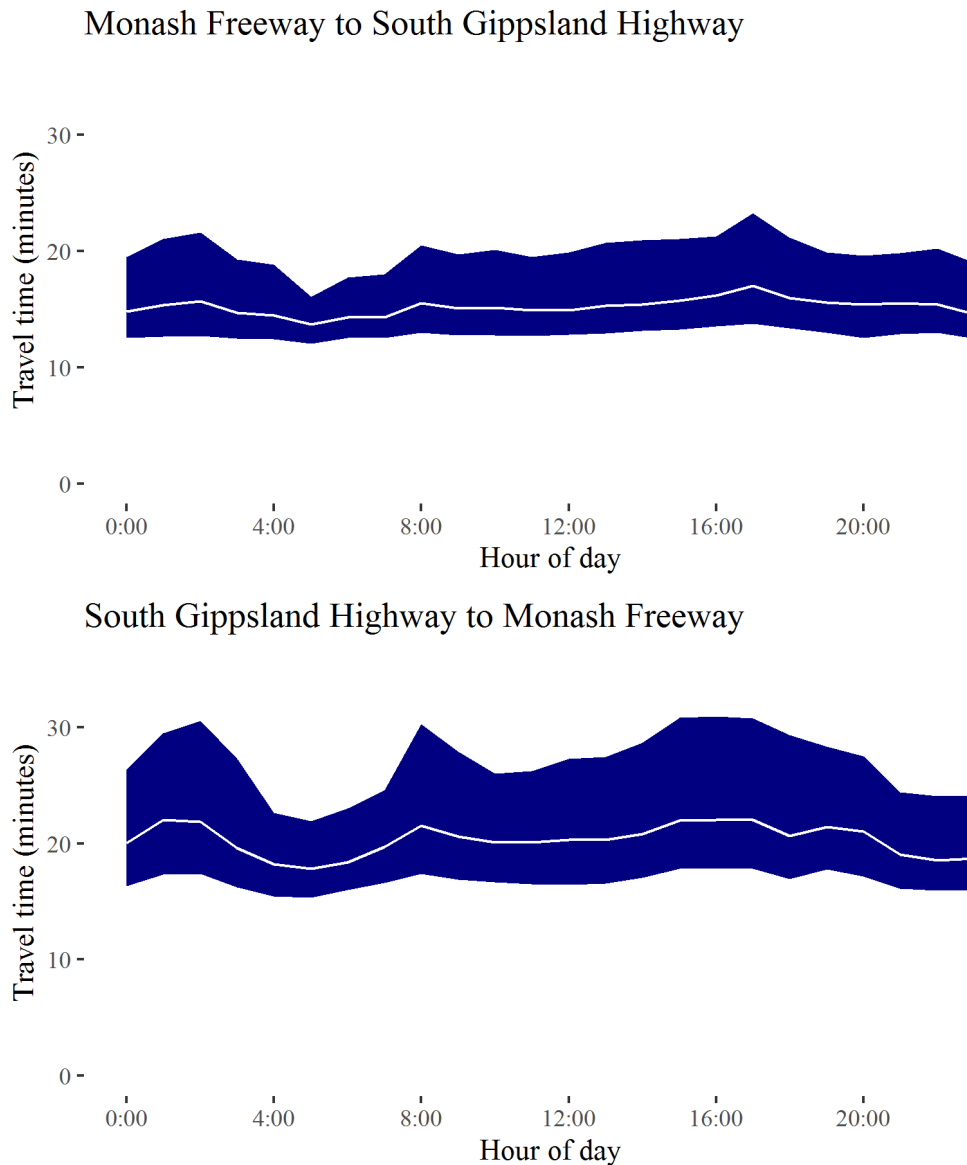 Monash Freeway to South Gippsland Highway
Travel time (minutes)
30
20
10
0
0:00 4:00 8:00 12:00 16:00 20:00
Hour of day
South Gippsland Highway to Monash Freeway
Travel time (minutes)
30
20
10
0
0:00 4:00 8:00 12:00 16:00 20:00
Hour of day